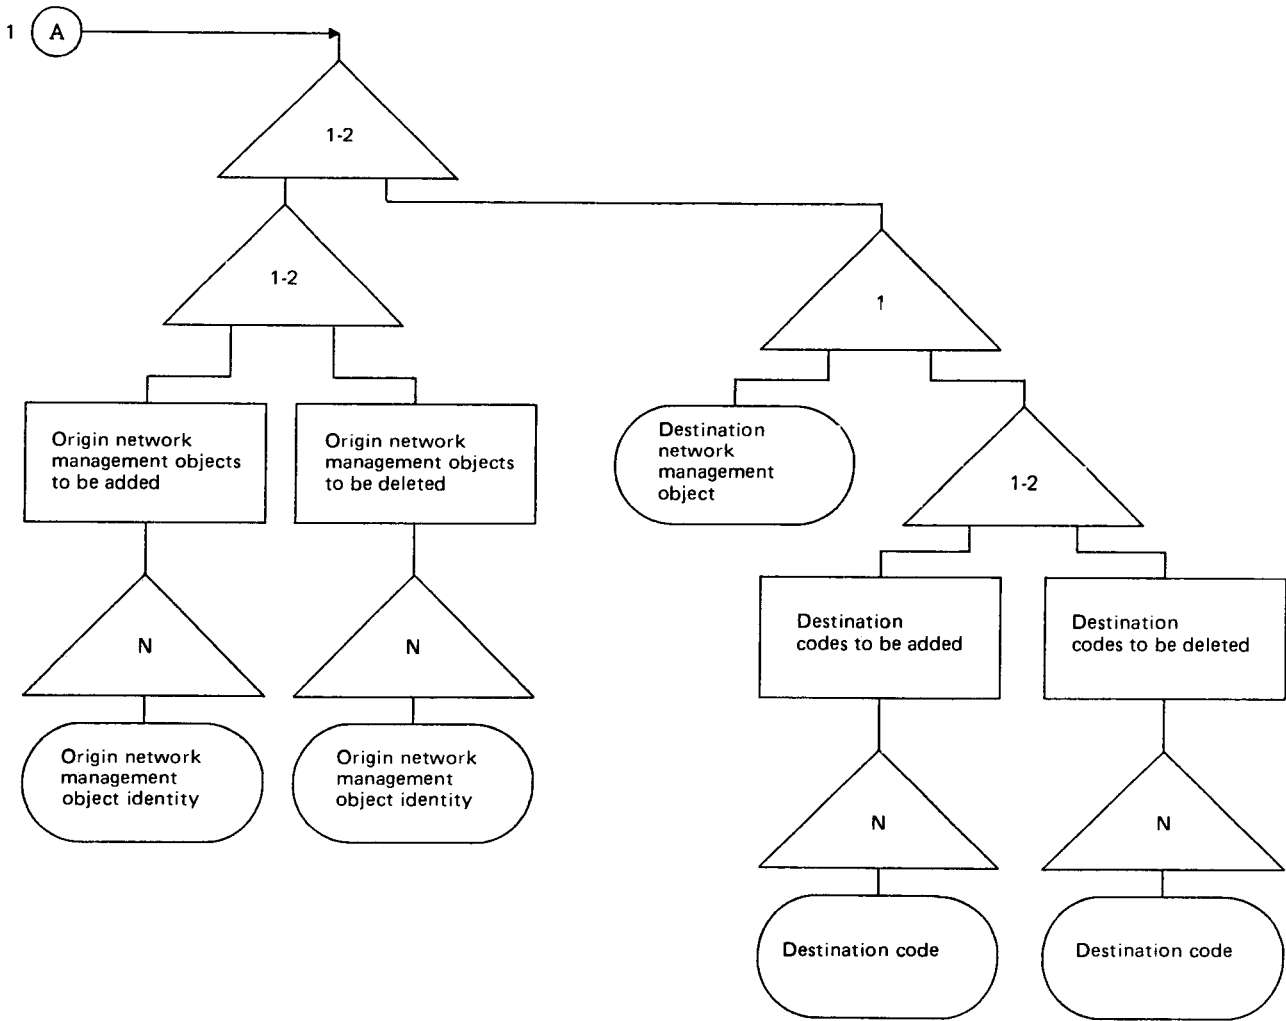 1 A
1-2
1-2
1
Origin network
management objects
to be added
Origin network
management objects
to be deleted
Destination
network
management
object
1-2
Destination
codes to be added
Destination
codes to be deleted
N
N
Origin network
management
object identity
Origin network
management
object identity
N
N
Destination code
Destination code